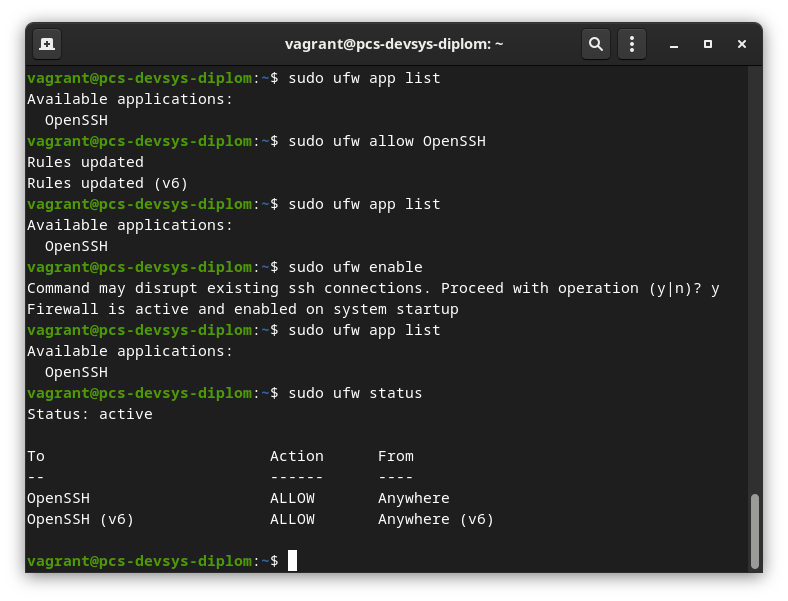 vagrant@pcs-devsys-diplom: ~
vagrant@pcs-devsys-diplom:~$ sudo ufw app list
Available applications:
  OpenSSH
vagrant@pcs-devsys-diplom:~$ sudo ufw allow OpenSSH
Rules updated
Rules updated (v6)
vagrant@pcs-devsys-diplom:~$ sudo ufw app list
Available applications:
  OpenSSH
vagrant@pcs-devsys-diplom:~$ sudo ufw enable
Command may disrupt existing ssh connections. Proceed with operation (y|n)? y
Firewall is active and enabled on system startup
vagrant@pcs-devsys-diplom:~$ sudo ufw app list
Available applications:
  OpenSSH
vagrant@pcs-devsys-diplom:~$ sudo ufw status
Status: active

To                         Action      From
--                         ------      ----
OpenSSH                    ALLOW       Anywhere
OpenSSH (v6)               ALLOW       Anywhere (v6)

vagrant@pcs-devsys-diplom:~$